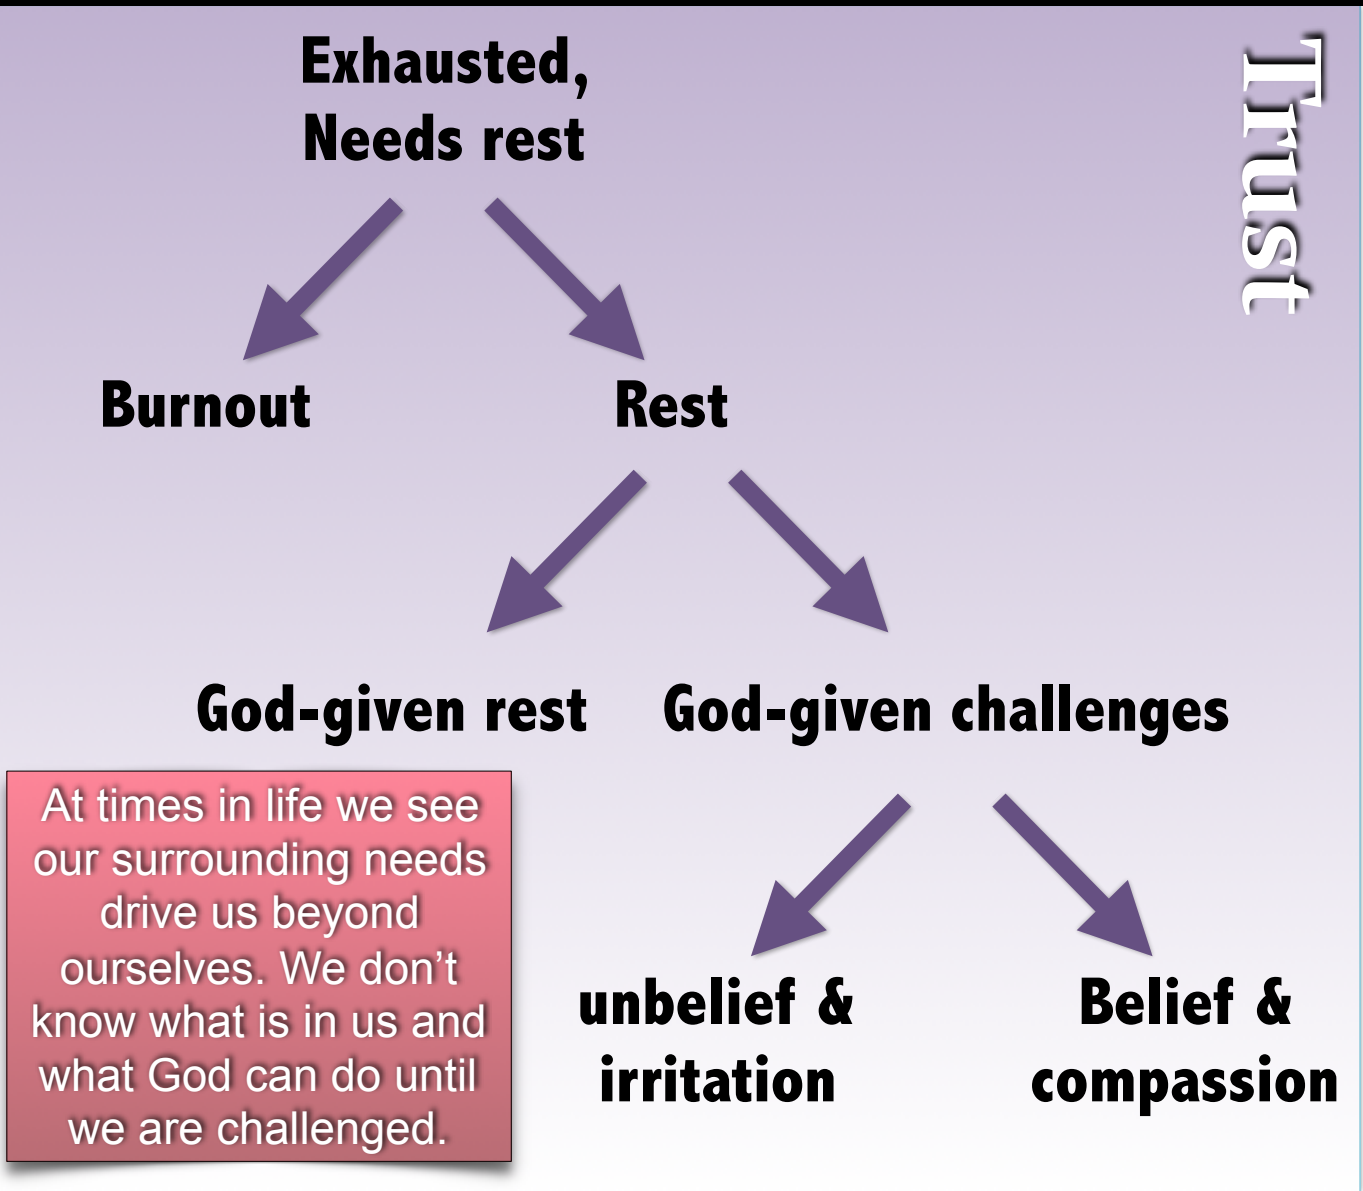 Exhausted,
Needs rest
Trust
Burnout
Rest
God-given rest
God-given challenges
At times in life we see
our surrounding needs
drive us beyond
ourselves. We don’t
know what is in us and
what God can do until
we are challenged.
unbelief &
irritation
Belief &
compassion